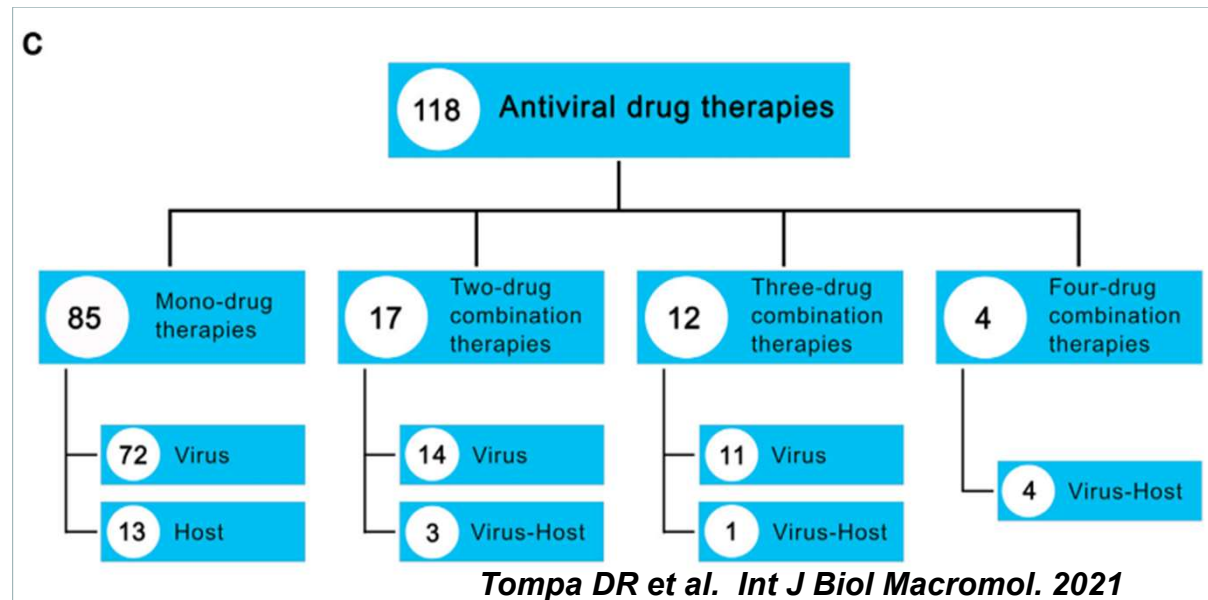 C
118 Antiviral drug therapies
85 Mono-drug
therapies
17 Two-drug
combination
therapies
12 Three-drug
combination
therapies
4 Four-drug
combination
therapies
72 Virus
13 Host
14 Virus
3 Virus-Host
11 Virus
1 Virus-Host
4 Virus-Host
Tompa DR et al. Int J Biol Macromol. 2021